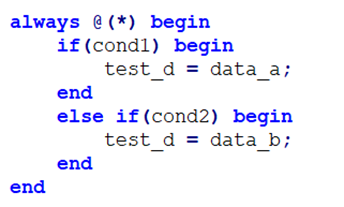 always @(*) begin
    if(cond1) begin
        test_d = data_a;
    end
    else if(cond2) begin
        test_d = data_b;
    end
end